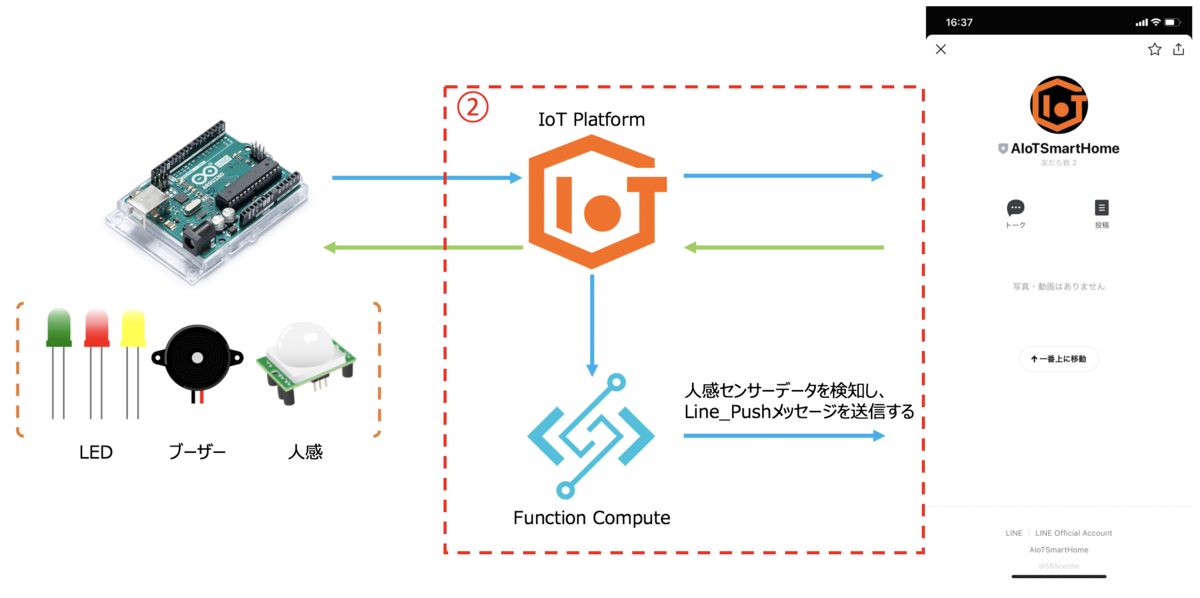 ②
IoT Platform
IoT
LED
ブーザー
人感
Function Compute
人感センサーデータを検知し、
Line_Pushメッセージを送信する
16:37
IoT
AIoTSmartHome
友だち数 2
トーク
投稿
写真・動画はありません
一番上に移動
LINE
LINE Official Account
AIoTSmartHome